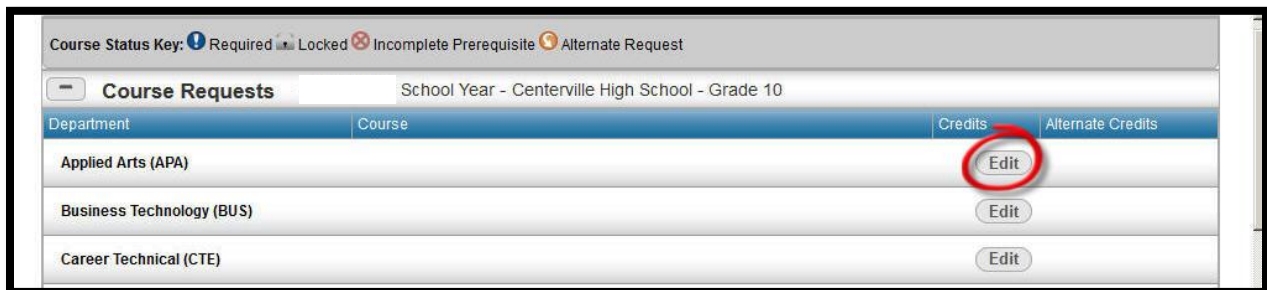 Course Status Key: Required Locked Incomplete Prerequisite Alternate Request
Course Requests School Year - Centerville High School - Grade 10
Department Course Credits Alternate Credits
Applied Arts (APA) Edit
Business Technology (BUS) Edit
Career Technical (CTE) Edit